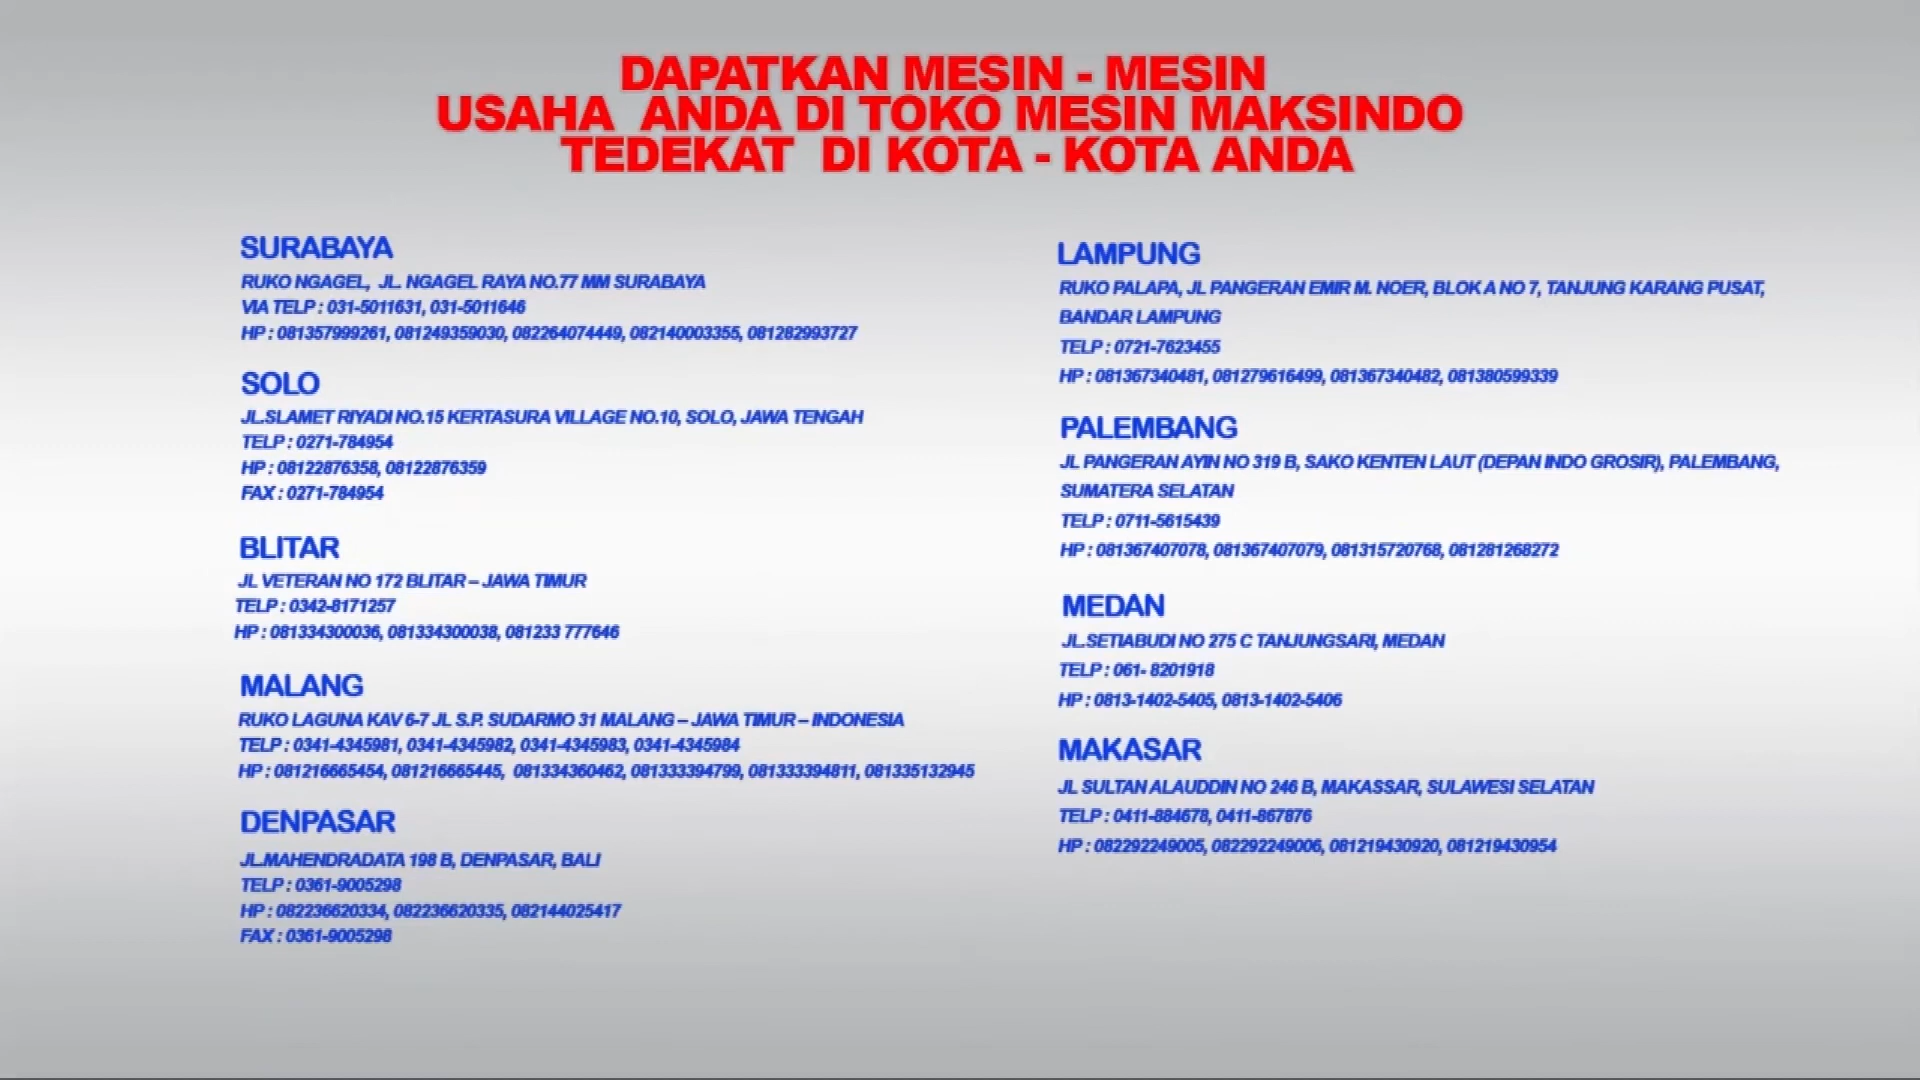 DAPATKAN MESIN - MESIN
USAHA ANDA DI TOKO MESIN MAKSINDO
TEDEKAT DI KOTA - KOTA ANDA
SURABAYA
RUKO NGAGEL, JL. NGAGEL RAYA NO.77 MM SURABAYA
VIA TELP : 031-5011631, 031-5011646
HP : 081357999261, 081249359030, 082264074449, 082140003355, 081282993727
SOLO
JL.SLAMET RIYADI NO.15 KERTASURA VILLAGE NO.10, SOLO, JAWA TENGAH
TELP : 0271-784954
HP : 08122876358, 08122876359
FAX : 0271-784954
BLITAR
JL VETERAN NO 172 BLITAR – JAWA TIMUR
TELP : 0342-8171257
HP : 081334300036, 081334300038, 081233 777646
MALANG
RUKO LAGUNA KAV 6-7 JL S.P. SUDARMO 31 MALANG – JAWA TIMUR – INDONESIA
TELP : 0341-4345981, 0341-4345982, 0341-4345983, 0341-4345984
HP : 081216665454, 081216665445, 081334360462, 081333394799, 081333394811, 081335132945
DENPASAR
JL.MAHENDRADATA 198 B, DENPASAR, BALI
TELP : 0361-9005298
HP : 082236620334, 082236620335, 082144025417
FAX : 0361-9005298
LAMPUNG
RUKO PALAPA, JL PANGERAN EMIR M. NOER, BLOK A NO 7, TANJUNG KARANG PUSAT,
BANDAR LAMPUNG
TELP : 0721-7623455
HP : 081367340481, 081279616499, 081367340482, 081380599339
PALEMBANG
JL PANGERAN AYIN NO 319 B, SAKO KENTEN LAUT (DEPAN INDO GROSIR), PALEMBANG,
SUMATERA SELATAN
TELP : 0711-5615439
HP : 081367407078, 081367407079, 081315720768, 081281268272
MEDAN
JL.SETIABUDI NO 275 C TANJUNGSARI, MEDAN
TELP : 061- 8201918
HP : 0813-1402-5405, 0813-1402-5406
MAKASAR
JL SULTAN ALAUDDIN NO 246 B, MAKASSAR, SULAWESI SELATAN
TELP : 0411-884678, 0411-867876
HP : 082292249005, 082292249006, 081219430920, 081219430954